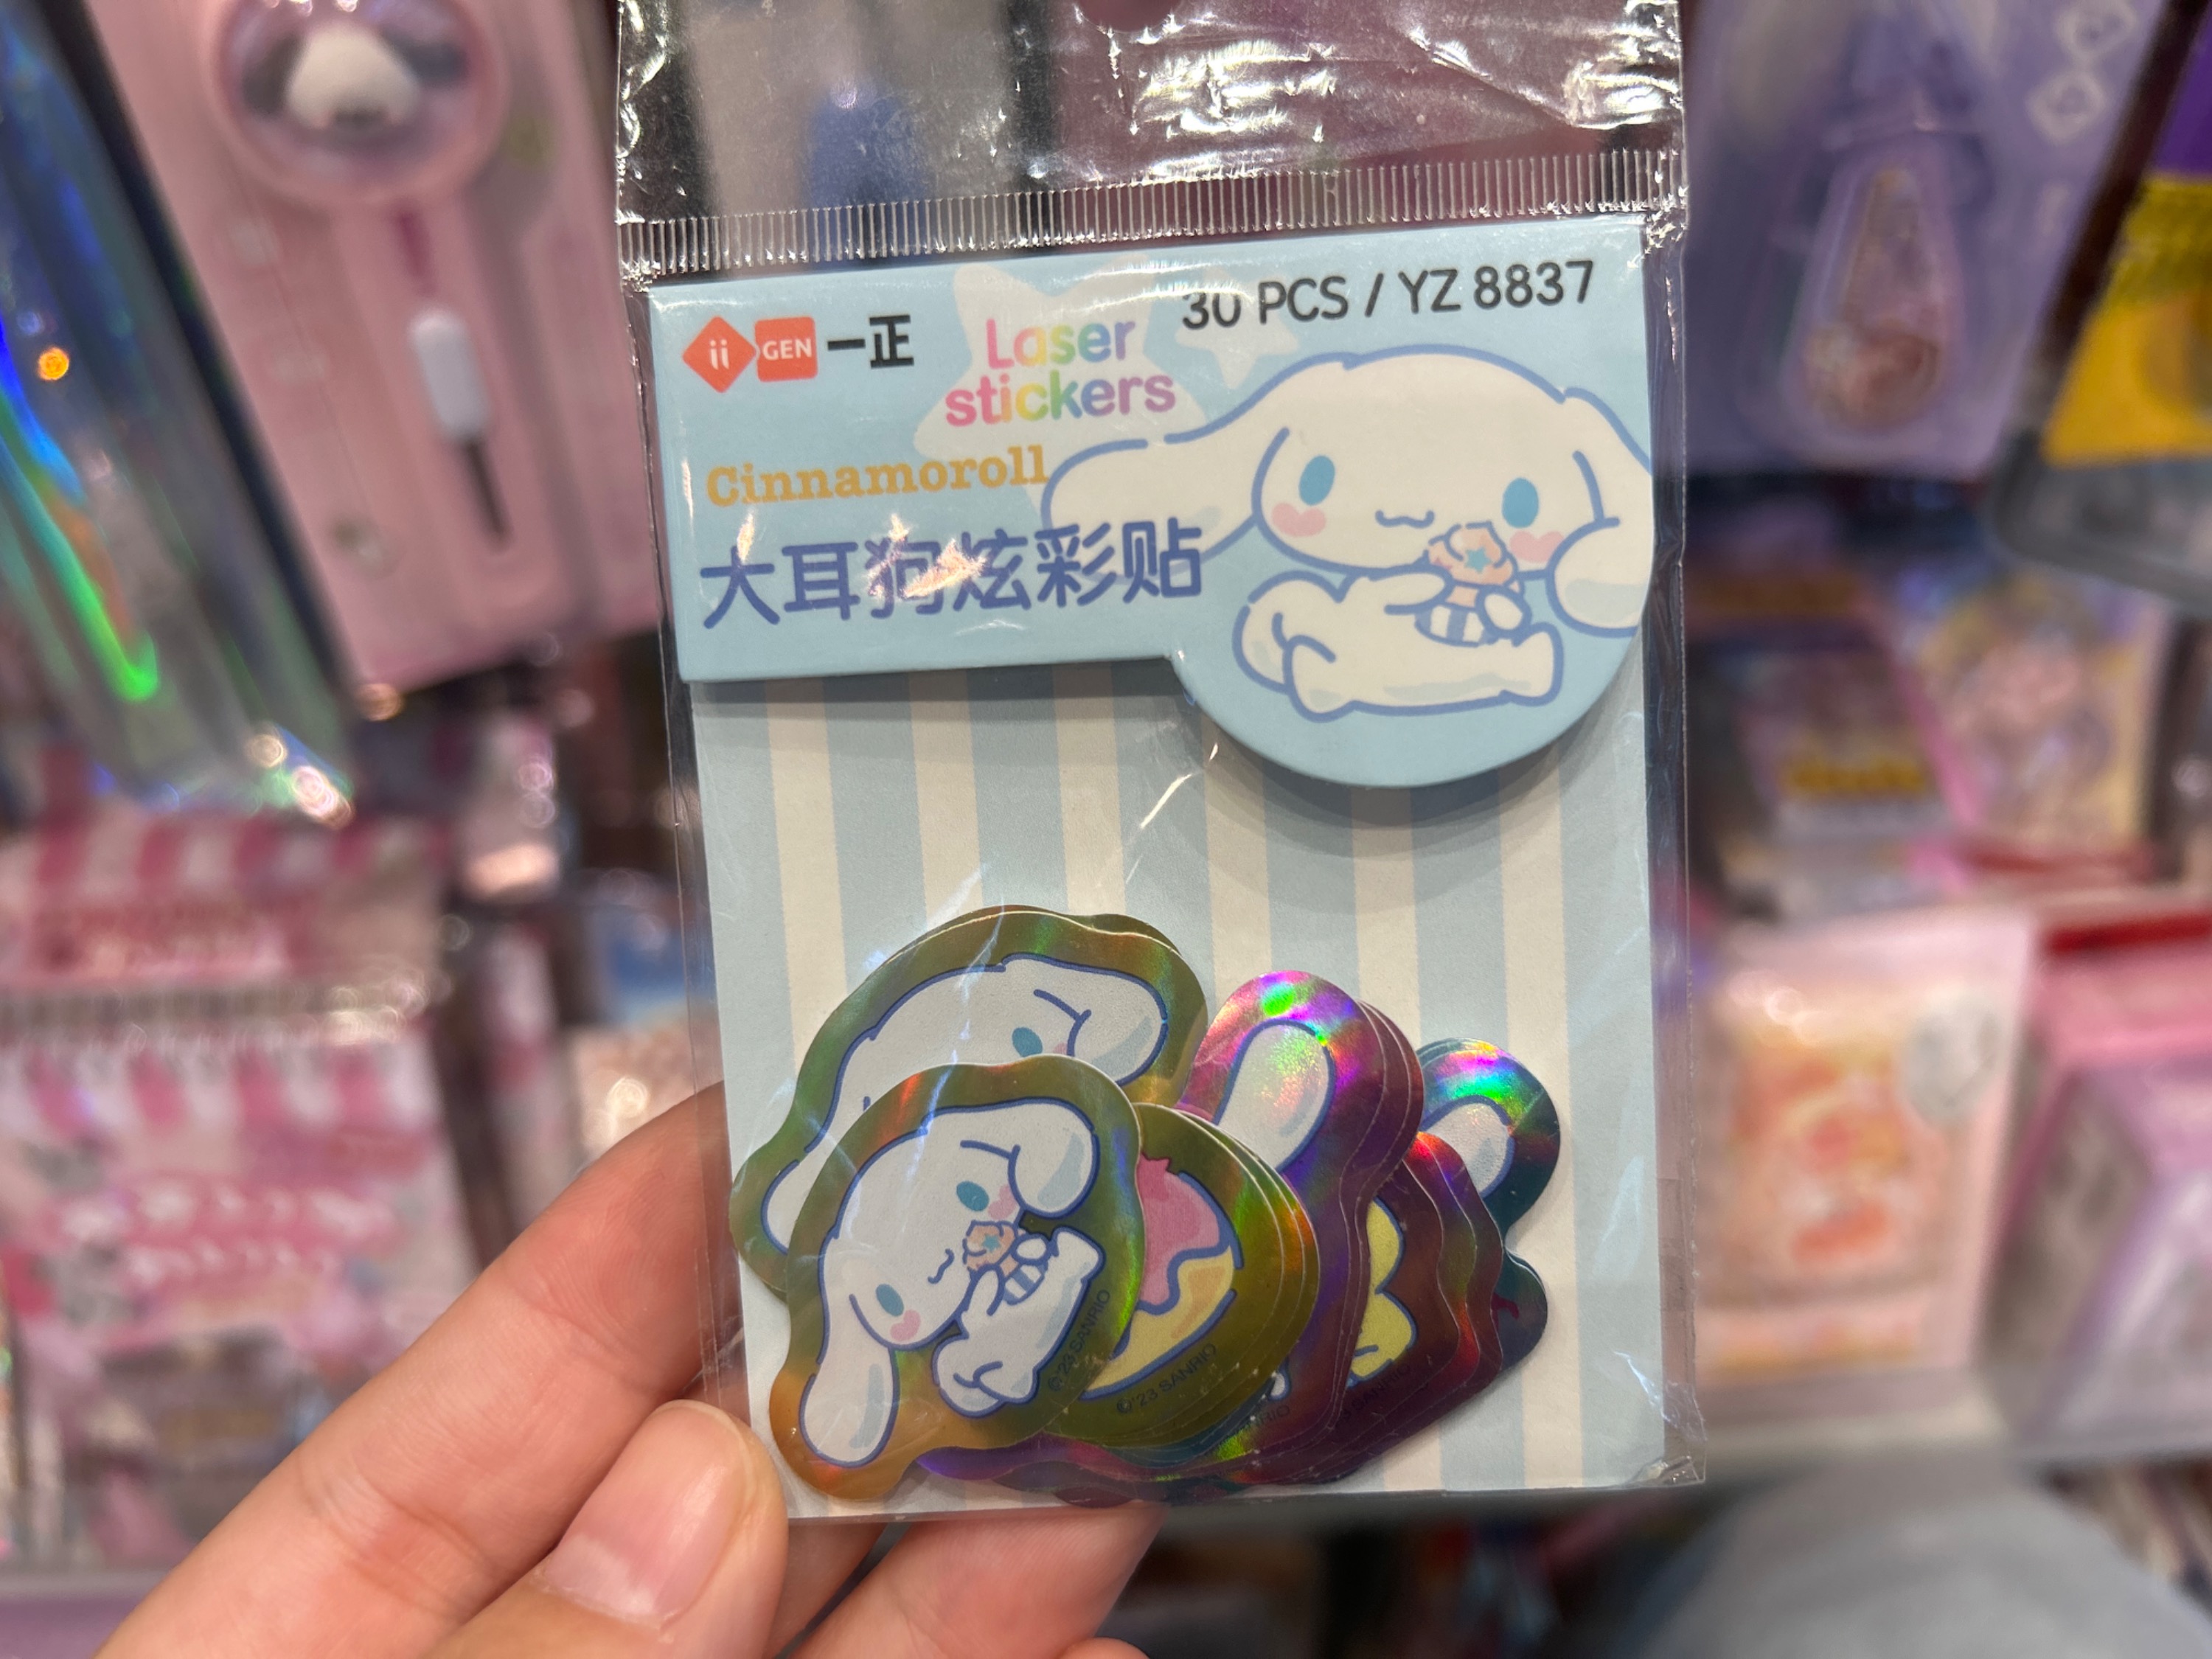 30 PCS / YZ 8837
ii GEN 一正
Laser
stickers
Cinnamoroll
大耳狗炫彩贴
© '23 SANRIO
© '23 SANRIO